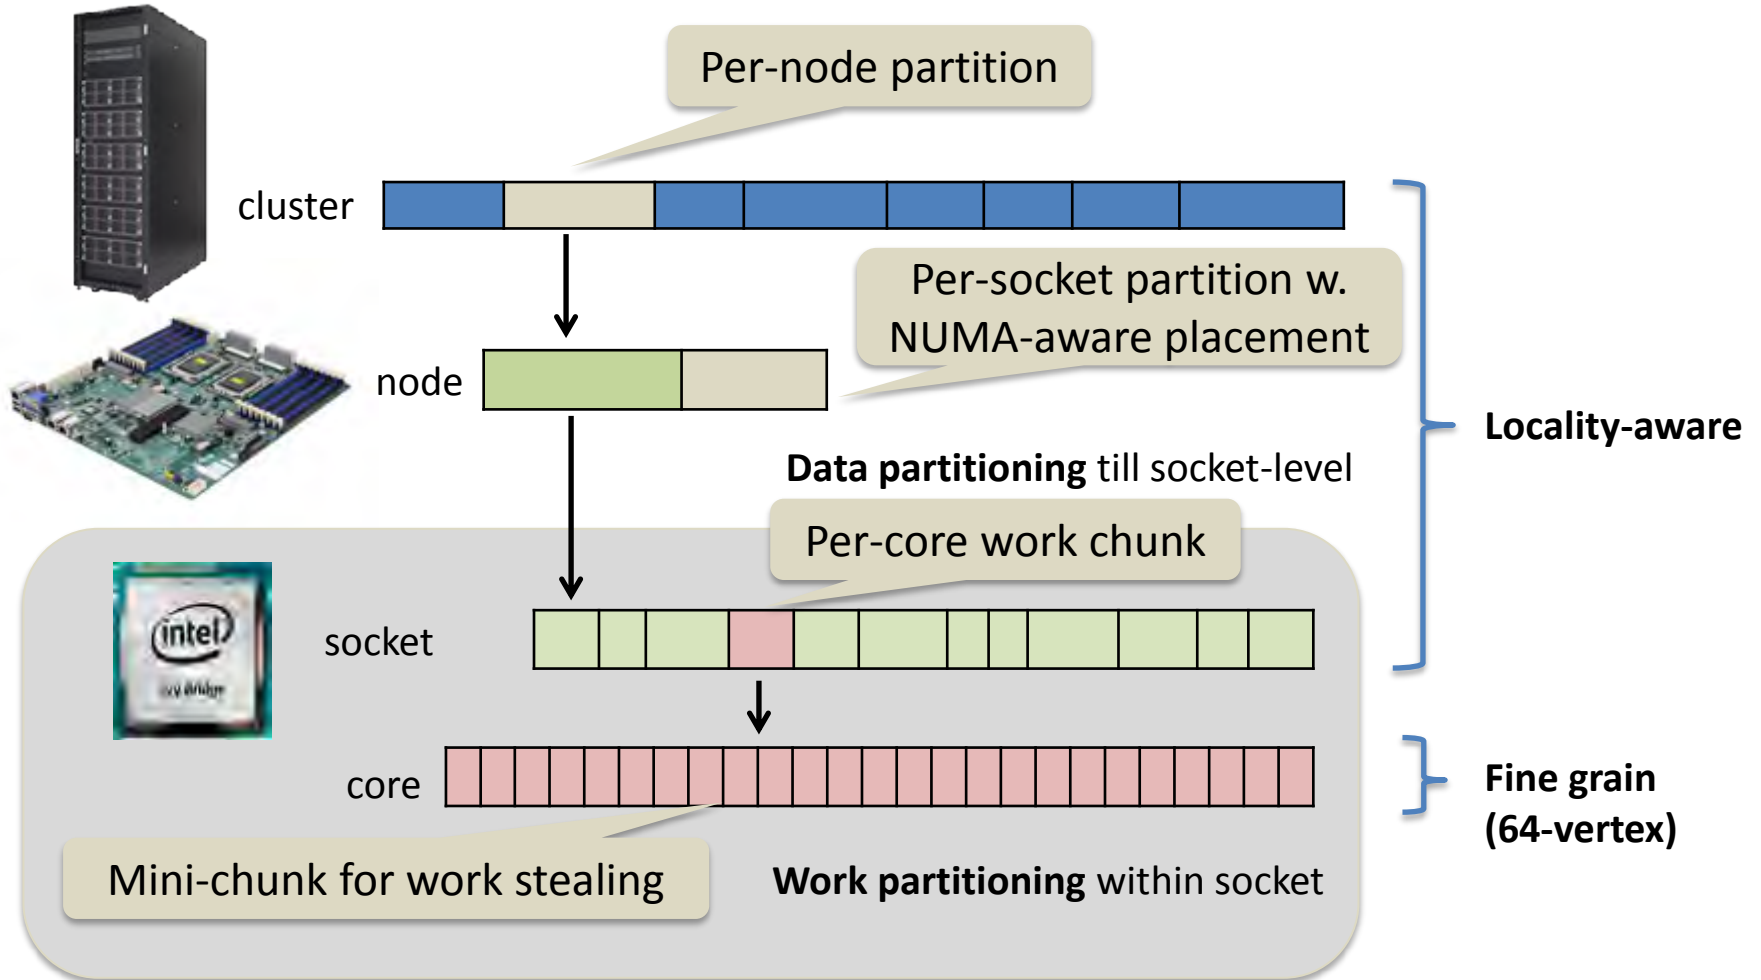 Per-node partition
cluster
Per-socket partition w.
NUMA-aware placement
node
Locality-aware
Data partitioning till socket-level
Per-core work chunk
intel
Ivy Bridge
socket
core
Fine grain
(64-vertex)
Mini-chunk for work stealing
Work partitioning within socket